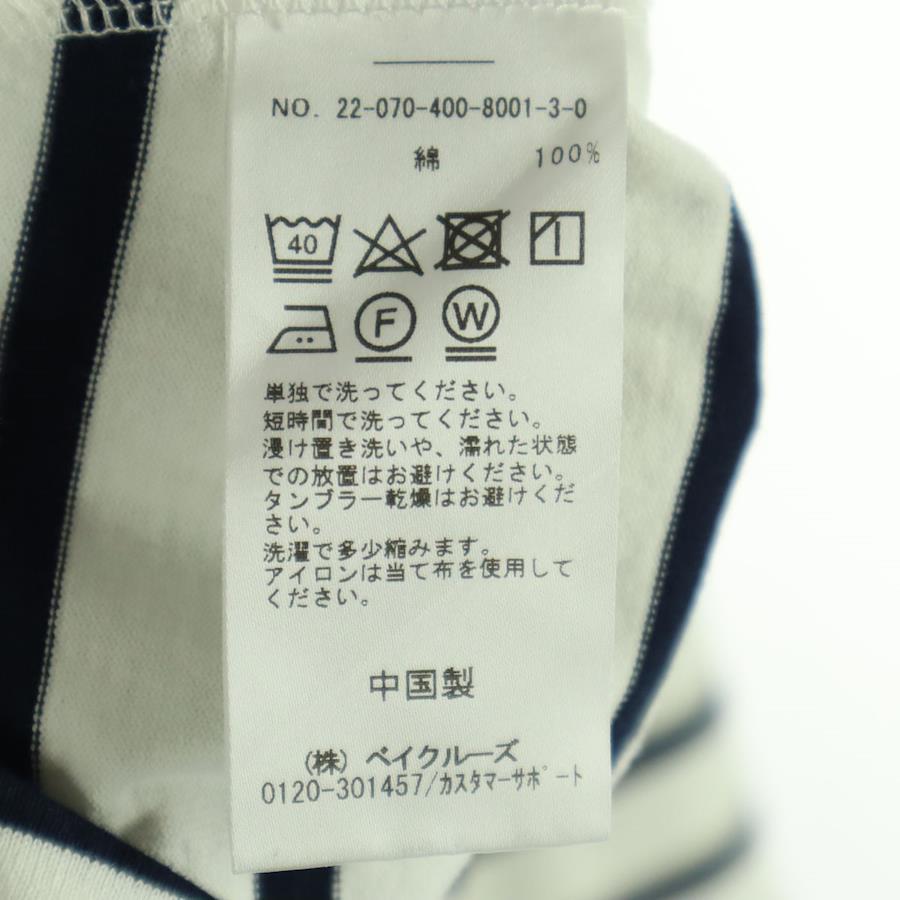 NO. 22-070-400-8001-3-0
綿 100%
40
F W
単独で洗ってください。
短時間で洗ってください。
浸け置き洗いや、濡れた状態
での放置はお避けください。
タンブラー乾燥はお避けくだ
さい。
洗濯で多少縮みます。
アイロンは当て布を使用して
ください。
中国製
(株) ベイクルーズ
0120-301457/カスタマーサポート